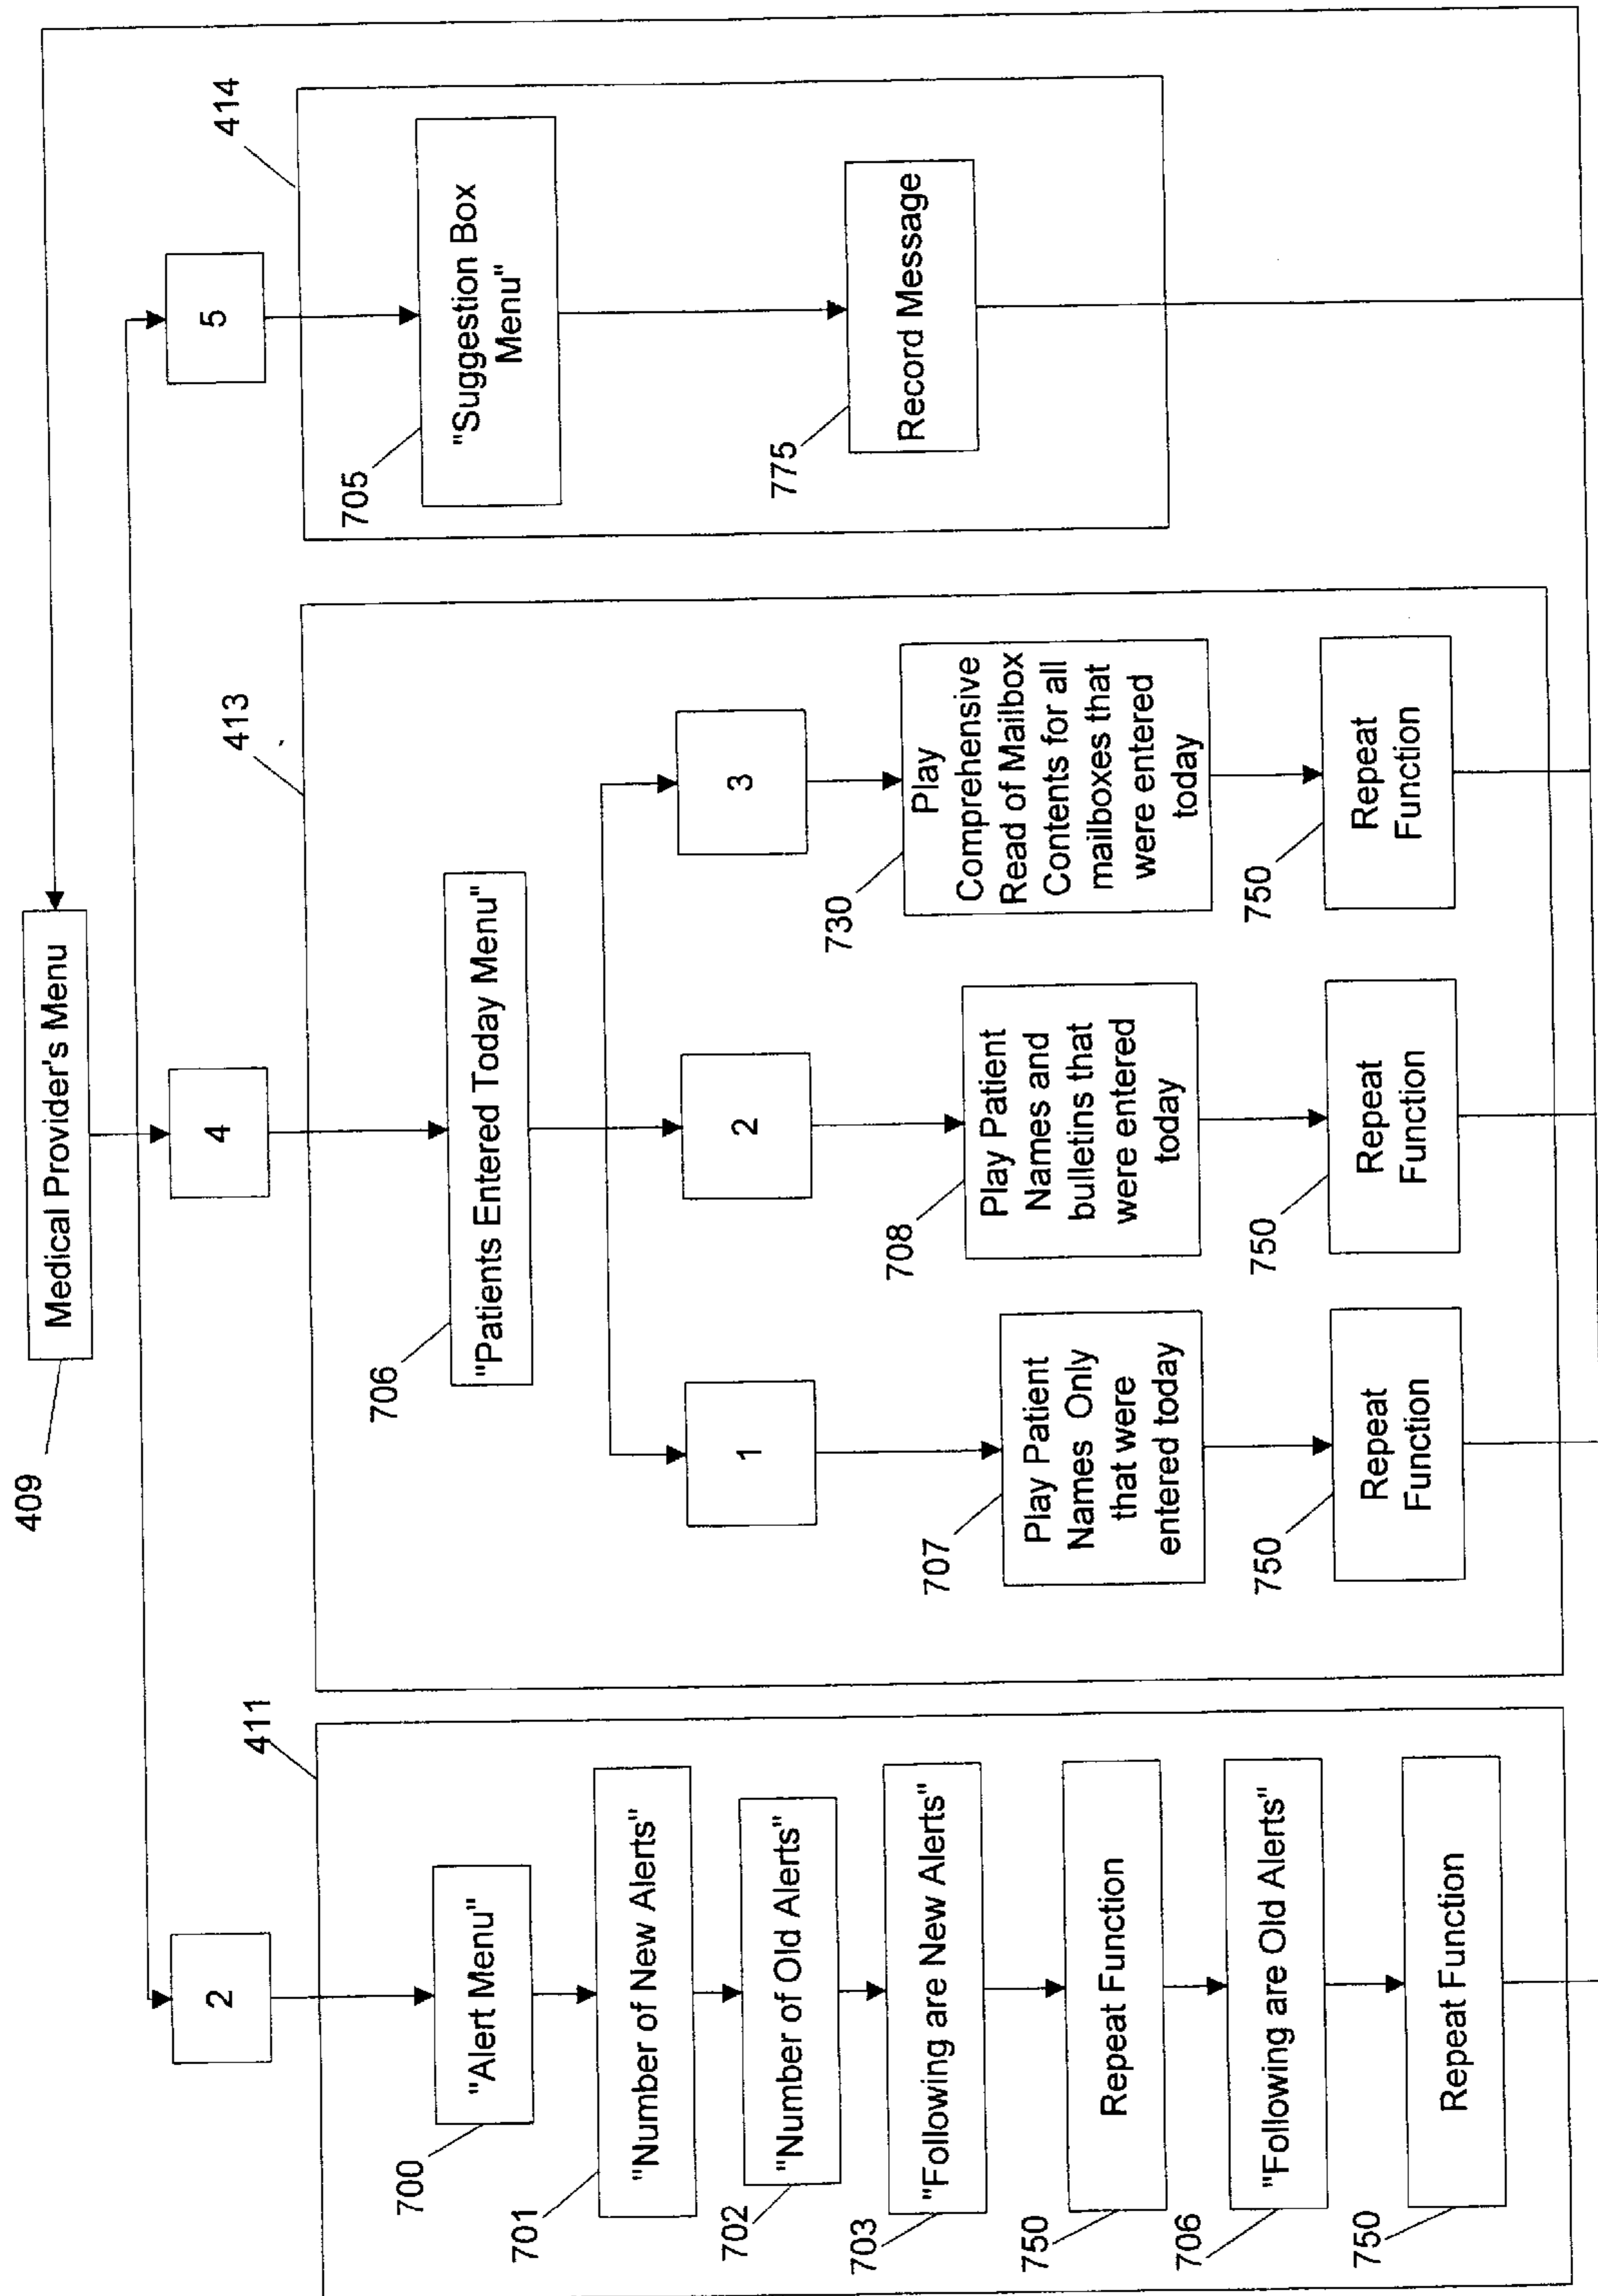 409
Medical Provider's Menu
2
411
700
"Alert Menu"
701
"Number of New Alerts"
702
"Number of Old Alerts"
703
"Following are New Alerts"
750
Repeat Function
706
"Following are Old Alerts"
750
Repeat Function
4
413
706
"Patients Entered Today Menu"
1
707
Play Patient
Names Only
that were
entered today
750
Repeat
Function
2
708
Play Patient
Names and
bulletins that
were entered
today
750
Repeat
Function
3
730
Play
Comprehensive
Read of Mailbox
Contents for all
mailboxes that
were entered
today
750
Repeat
Function
5
414
705
"Suggestion Box
Menu"
775
Record Message